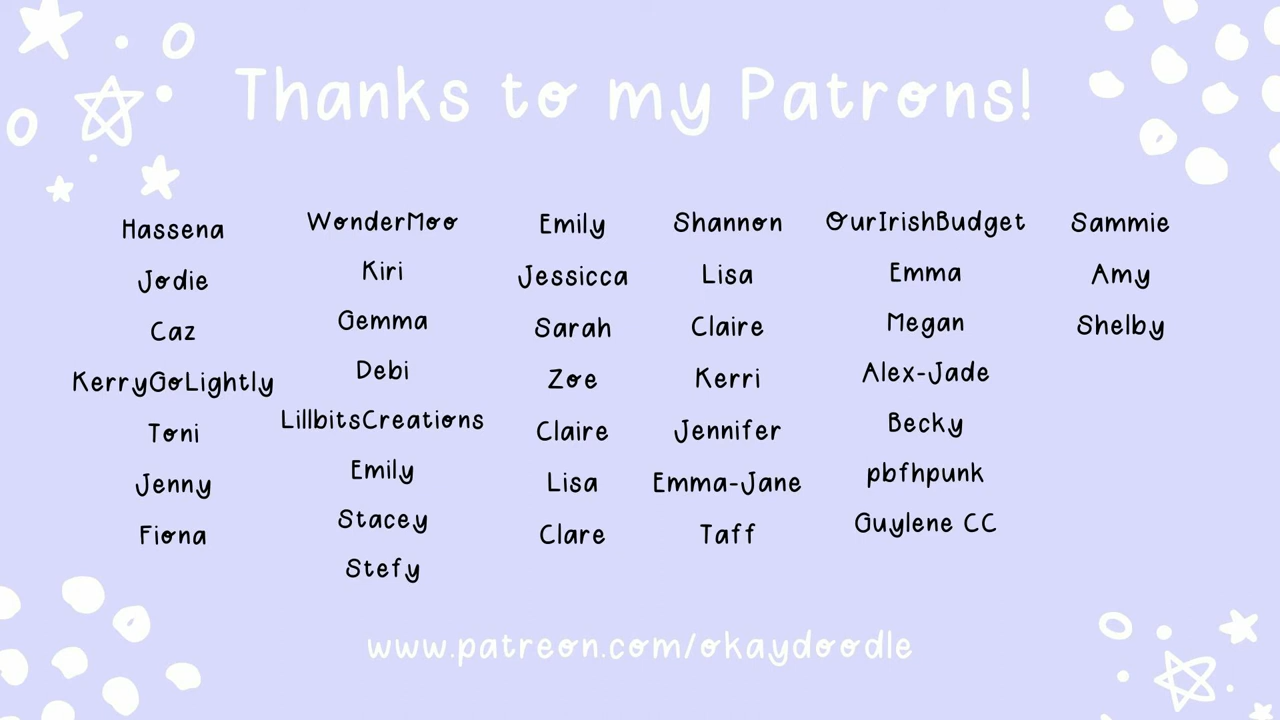 Thanks to my Patrons!
Hassena
Jodie
Caz
KerryGoLightly
Toni
Jenny
Fiona
WonderMoo
Kiri
Gemma
Debi
LillbitsCreations
Emily
Stacey
Stefy
Emily
Jessicca
Sarah
Zoe
Claire
Lisa
Clare
Shannon
Lisa
Claire
Kerri
Jennifer
Emma-Jane
Taff
OurIrishBudget
Emma
Megan
Alex-Jade
Becky
pbfhpunk
Guylene CC
Sammie
Amy
Shelby
www.patreon.com/okaydoodle